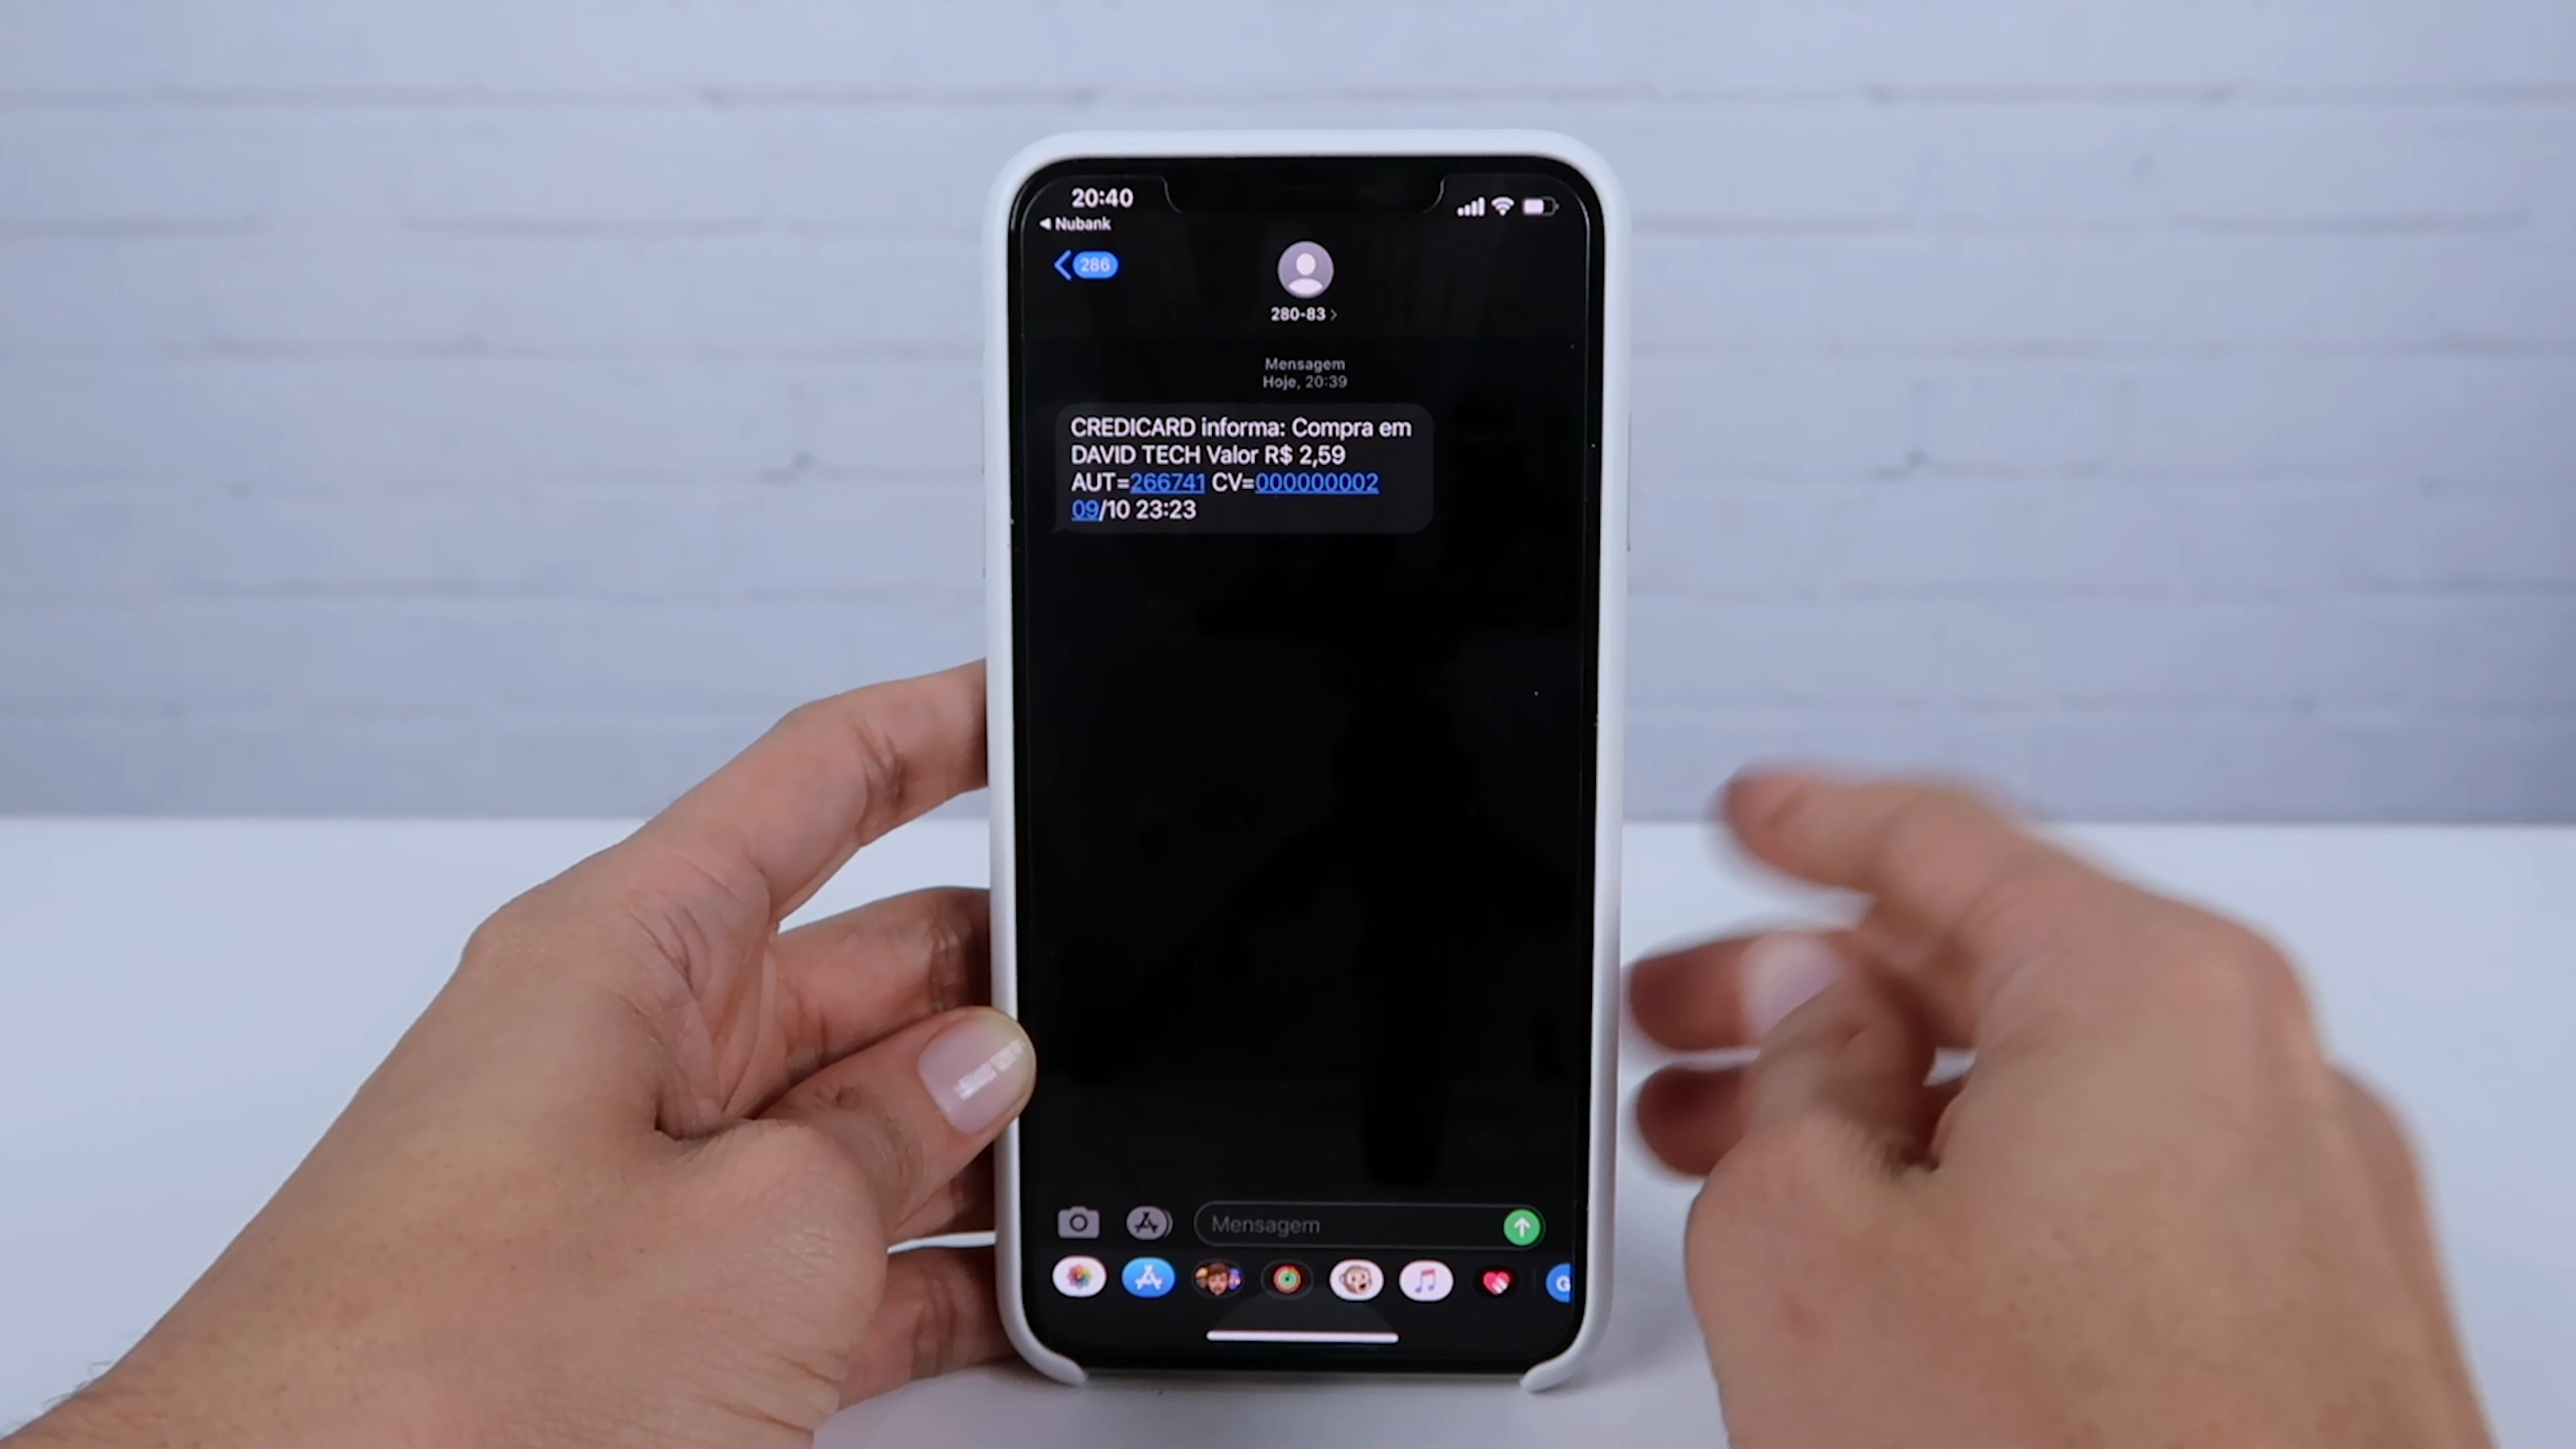 20:40
Nubank
286
280-83
Mensagem
Hoje, 20:39
CREDICARD informa: Compra em
DAVID TECH Valor R$ 2,59
AUT=266741 CV=000000002
09/10 23:23
Mensagem
G